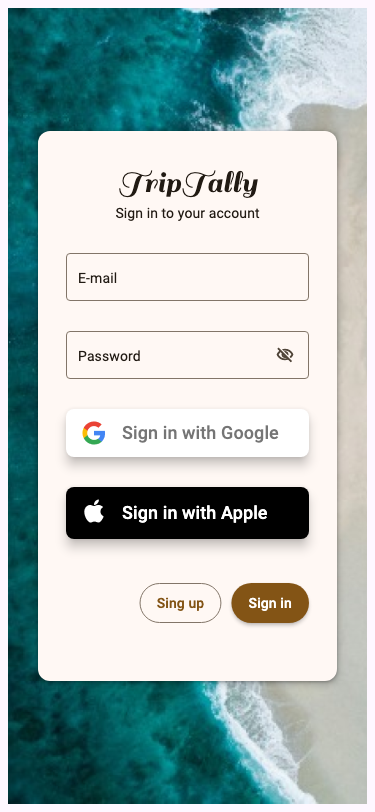 TripTally
Sign in to your account
E-mail
Password
Sign in with Google
Sign in with Apple
Sing up
Sign in